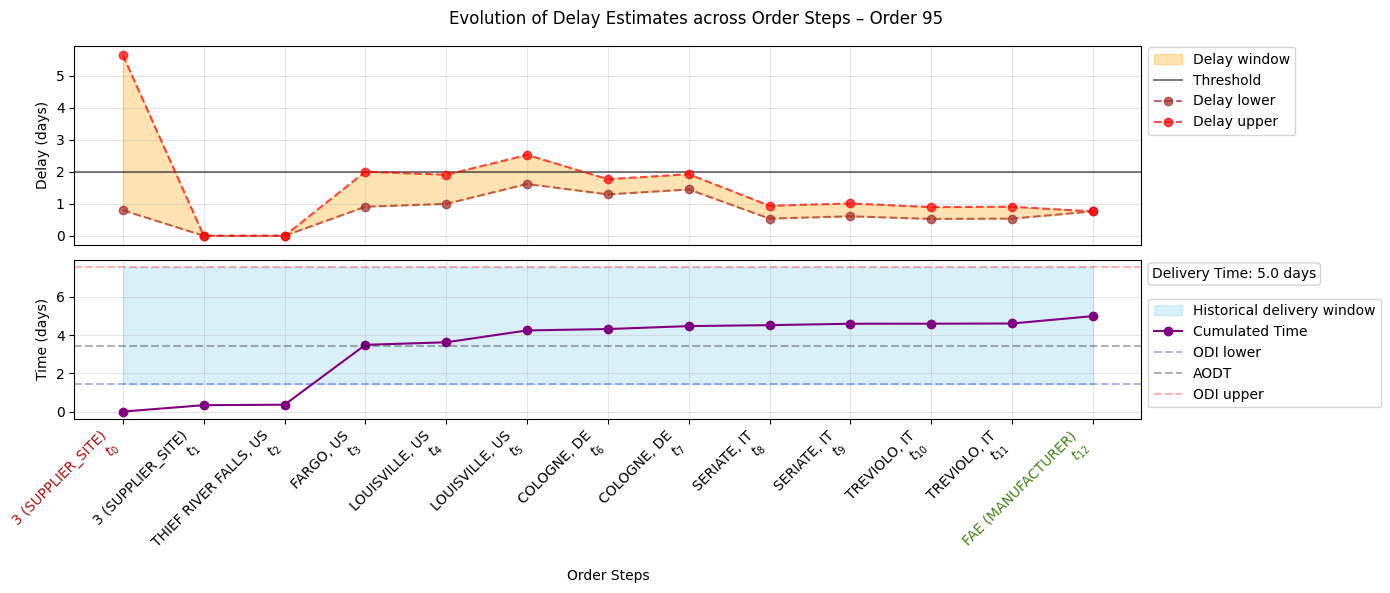 Evolution of Delay Estimates across Order Steps – Order 95
Delay (days)
5
4
3
2
1
0
Delay window
Threshold
Delay lower
Delay upper
Time (days)
6
4
2
0
Delivery Time: 5.0 days
Historical delivery window
Cumulated Time
ODI lower
AODT
ODI upper
3 (SUPPLIER_SITE)
t0
3 (SUPPLIER_SITE)
t1
THIEF RIVER FALLS, US
t2
FARGO, US
t3
LOUISVILLE, US
t4
LOUISVILLE, US
t5
COLOGNE, DE
t6
COLOGNE, DE
t7
SERIATE, IT
t8
SERIATE, IT
t9
TREVIOLO, IT
t10
TREVIOLO, IT
t11
FAE (MANUFACTURER)
t12
Order Steps